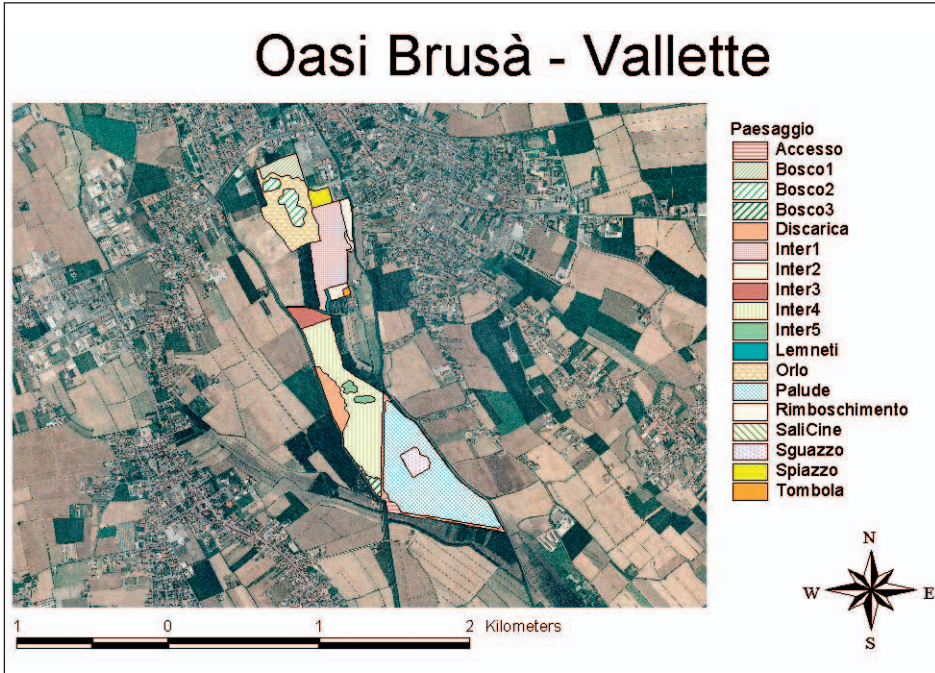 Oasi Brusà - Vallette
Paesaggio
Accesso
Bosco1
Bosco2
Bosco3
Discarica
Inter1
Inter2
Inter3
Inter4
Inter5
Lemneti
Orlo
Palude
Rimboschimento
SaliCine
Sguazzo
Spiazzo
Tombola
N
W E
S
1 0 1 2 Kilometers